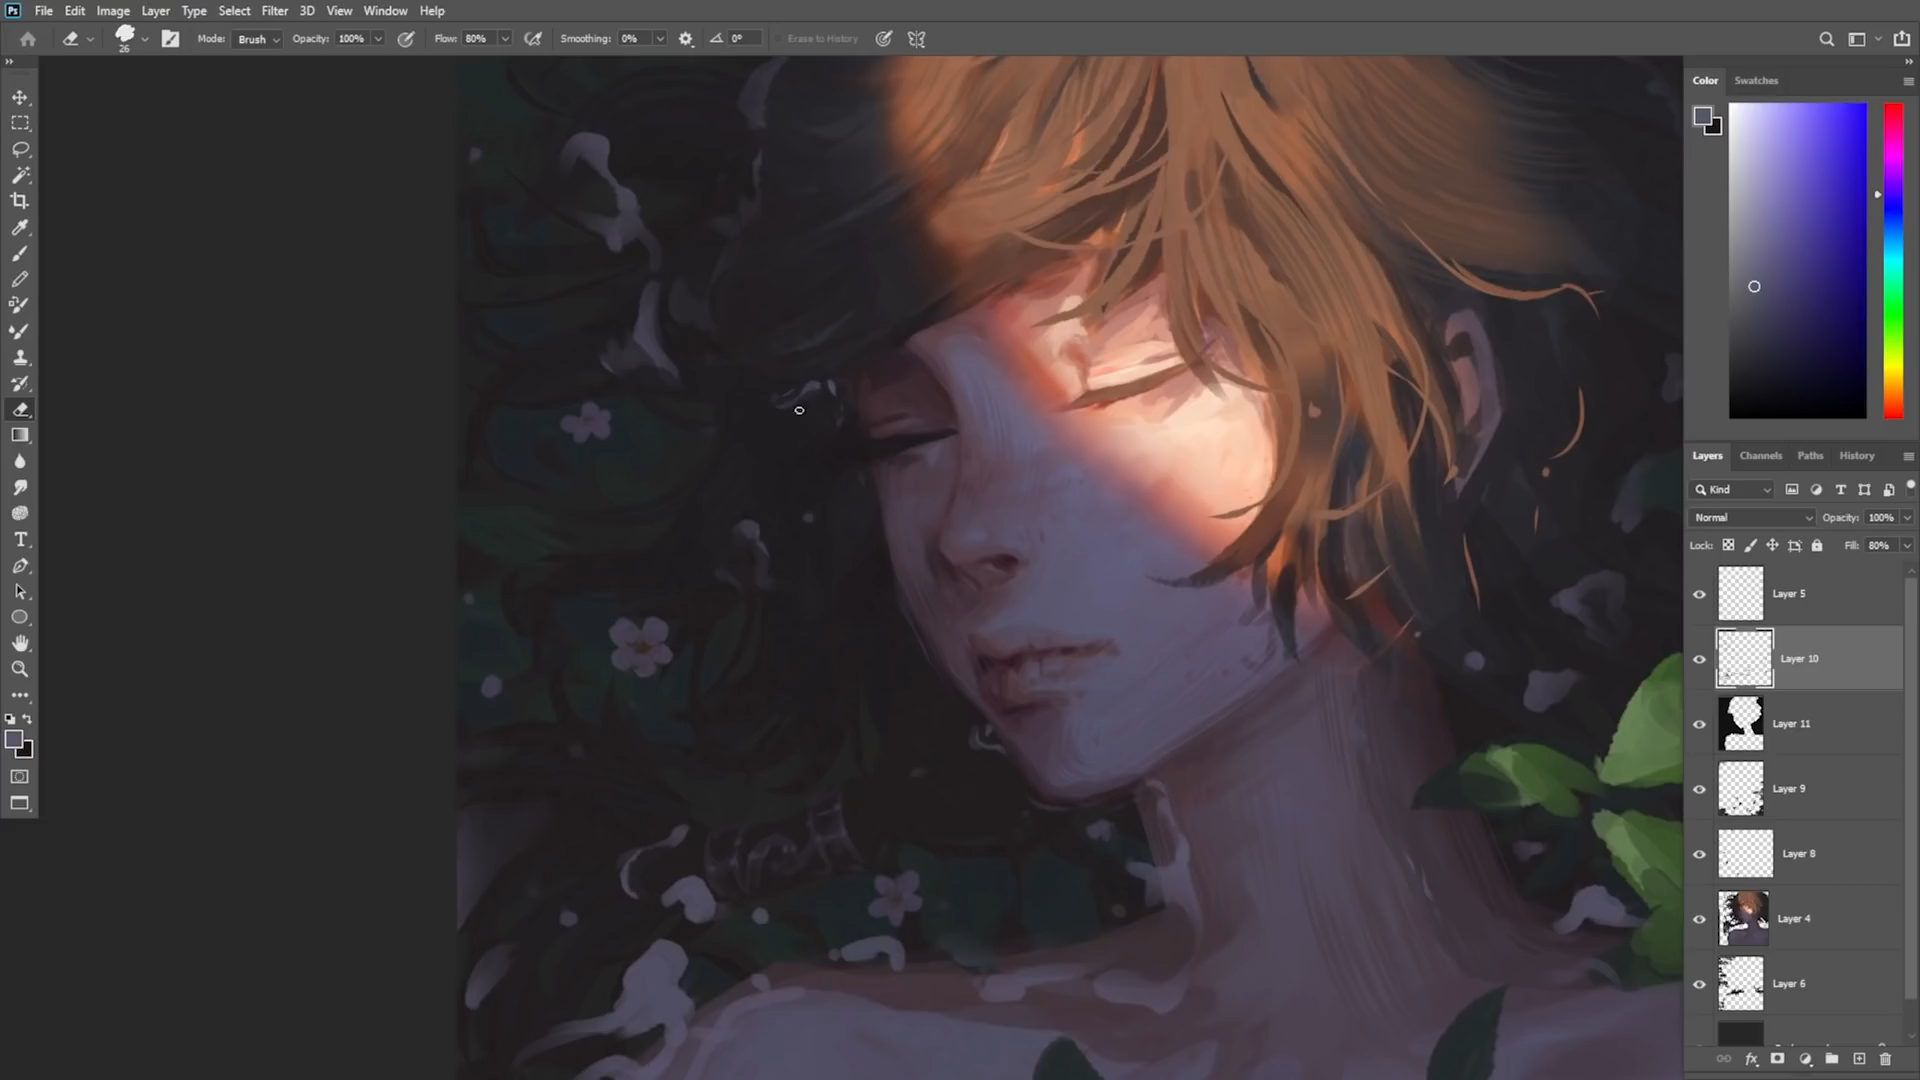 Ps File Edit Image Layer Type Select Filter 3D View Window Help
26 Mode: Brush Opacity: 100% Flow: 80% Smoothing: 0% 0° Erase to History
Color Swatches
Layers Channels Paths History
Kind
Normal Opacity: 100%
Lock: Fill: 80%
Layer 5
Layer 10
Layer 11
Layer 9
Layer 8
Layer 4
Layer 6